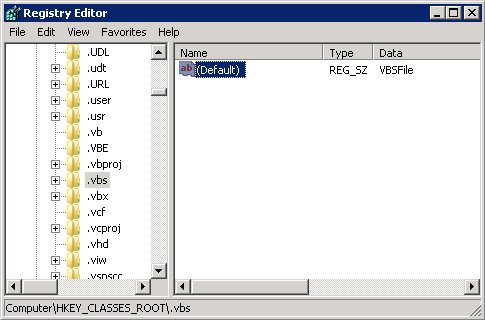 Registry Editor
File Edit View Favorites Help
.UDL
.udt
.URL
.user
.usr
.vb
.VBE
.vbproj
.vbs
.vbx
.vcf
.vcproj
.vhd
.viw
.vspscc
Name Type Data
ab (Default) REG_SZ VBSFile
Computer\HKEY_CLASSES_ROOT\.vbs